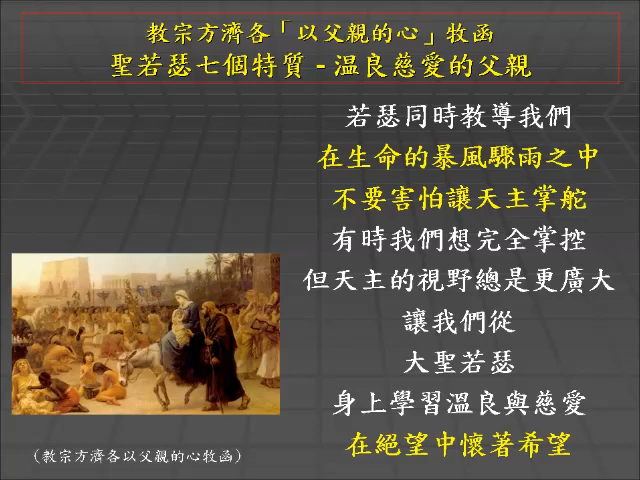 教宗方濟各「以父親的心」牧函
聖若瑟七個特質 - 溫良慈愛的父親
若瑟同時教導我們
在生命的暴風驟雨之中
不要害怕讓天主掌舵
有時我們想完全掌控
但天主的視野總是更廣大
讓我們從
大聖若瑟
身上學習溫良與慈愛
在絕望中懷著希望
（教宗方濟各以父親的心牧函）